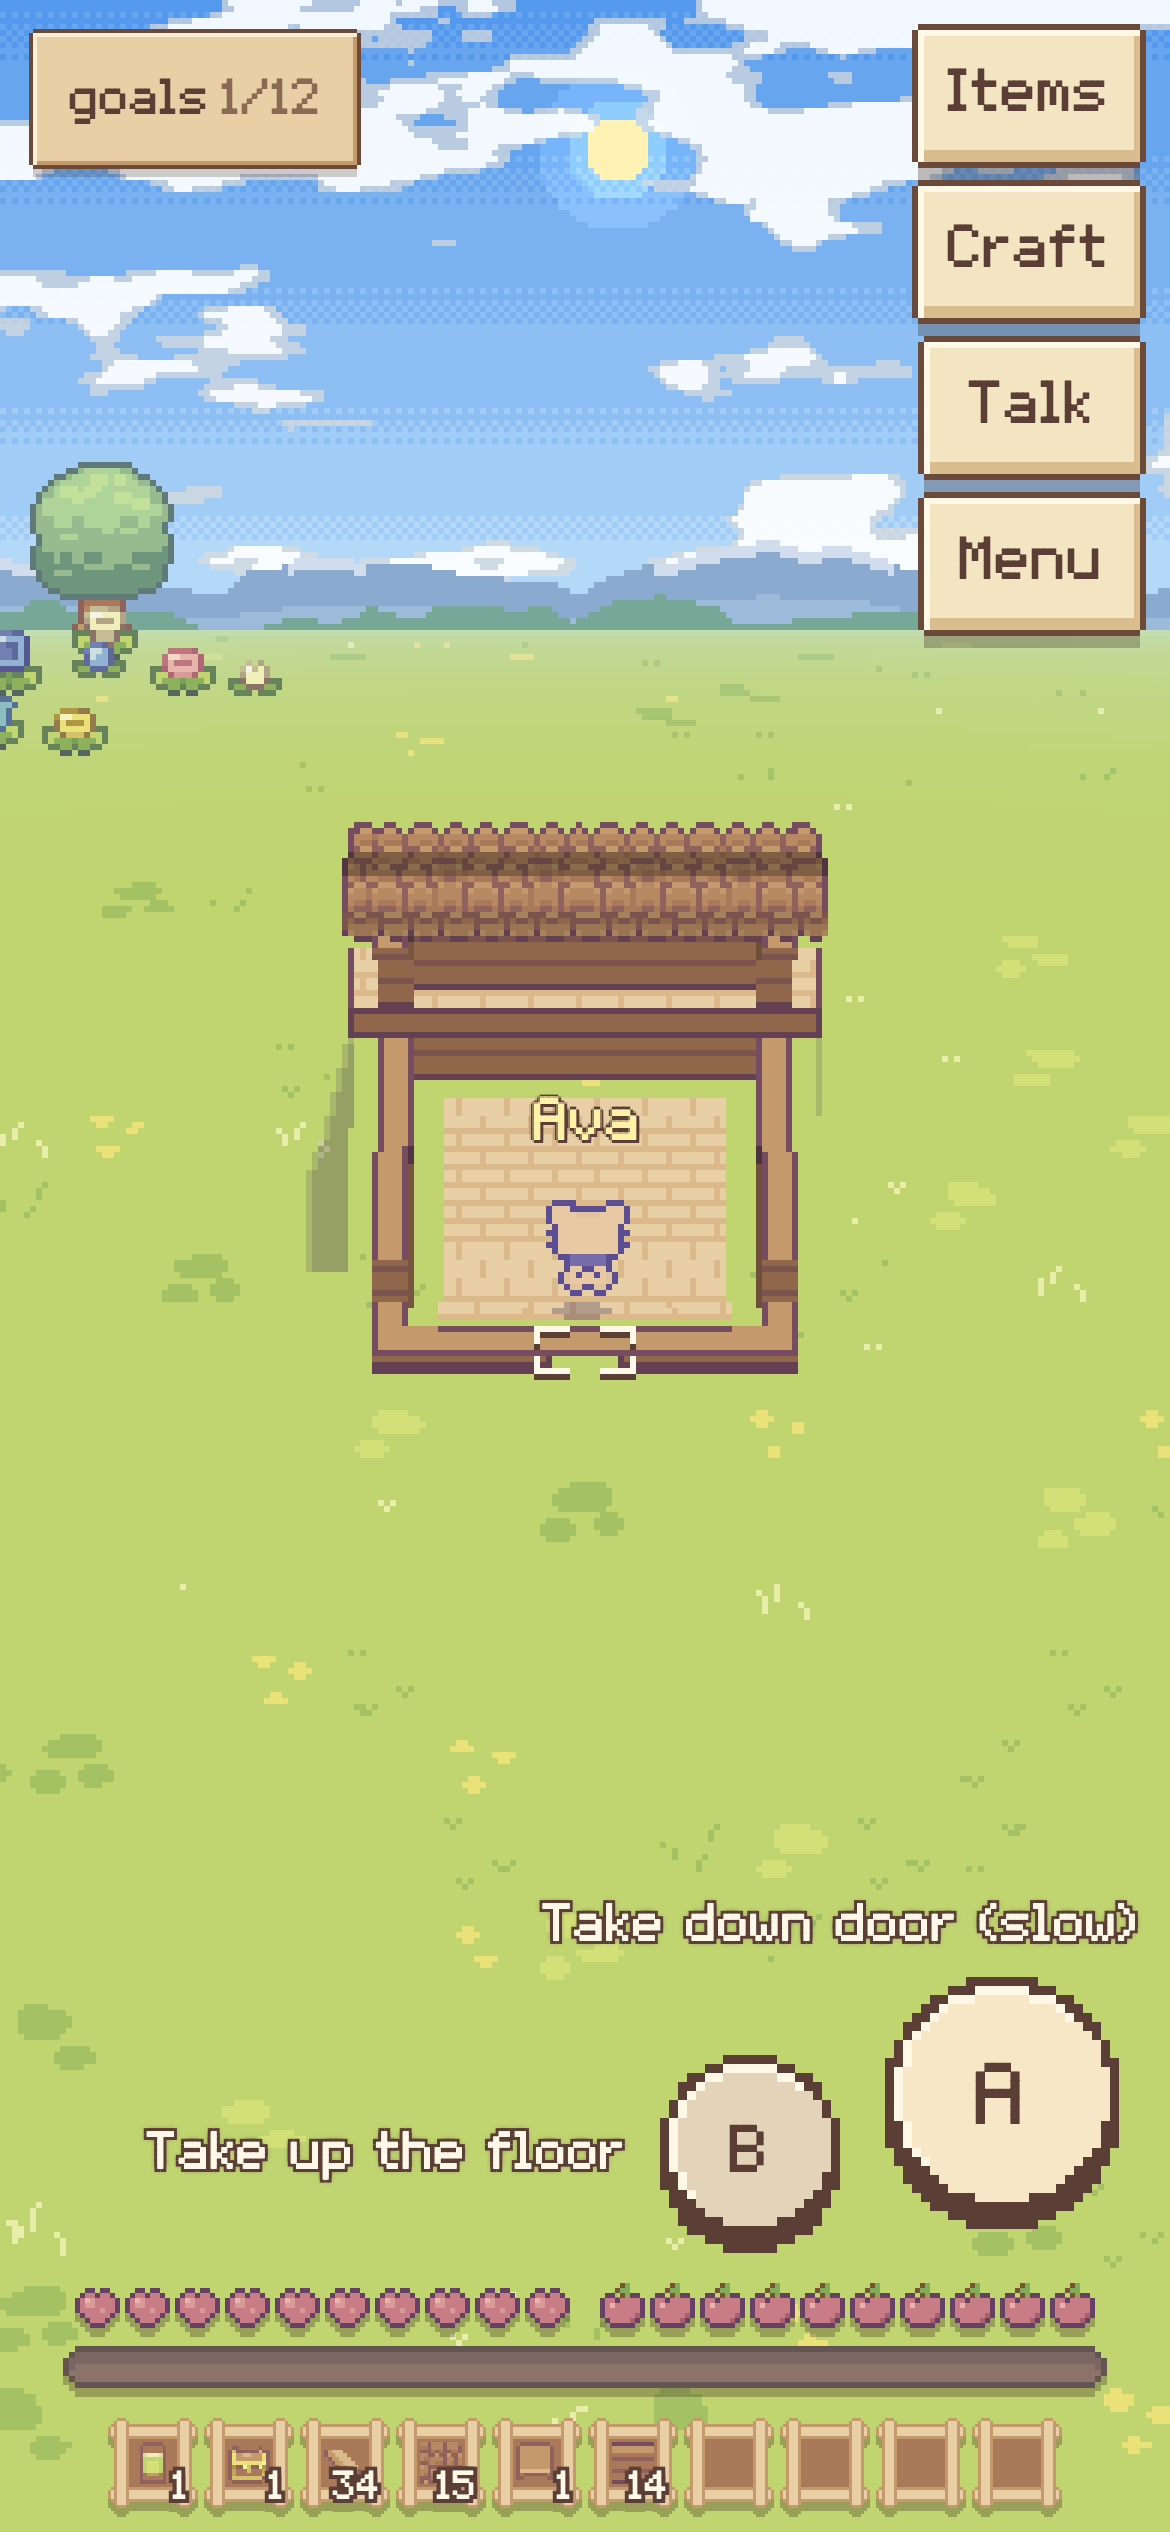 goals 1/12
Items
Craft
Talk
Menu
Ava
Take down door (slow)
A
Take up the floor
B
1
1
34
15
1
14